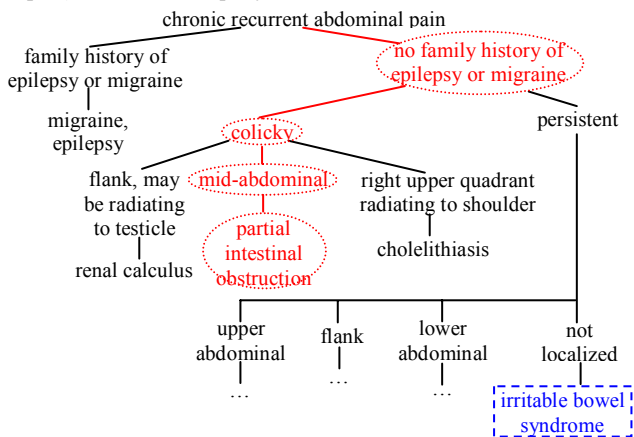 chronic recurrent abdominal pain
family history of
epilepsy or migraine
no family history of
epilepsy or migraine
migraine,
epilepsy
colicky
persistent
flank, may
be radiating
to testicle
mid-abdominal
right upper quadrant
radiating to shoulder
renal calculus
partial
intestinal
obstruction
cholelithiasis
upper
abdominal
flank
lower
abdominal
not
localized
…
…
…
irritable bowel
syndrome